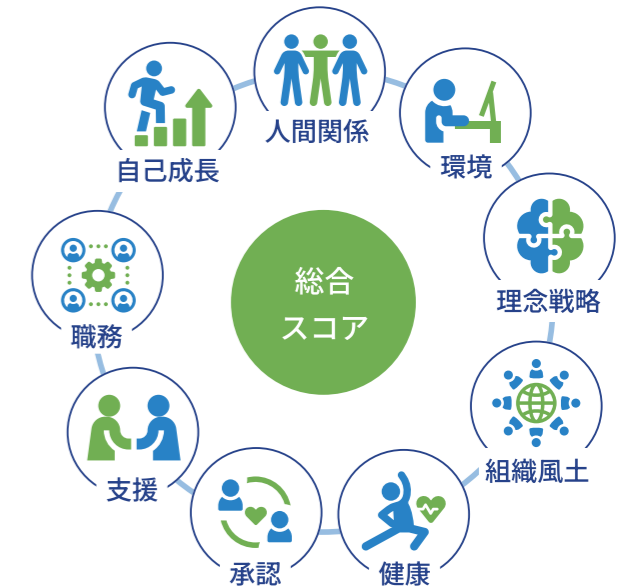 人間関係
環境
理念戦略
組織風土
健康
承認
支援
職務
自己成長
総合
スコア